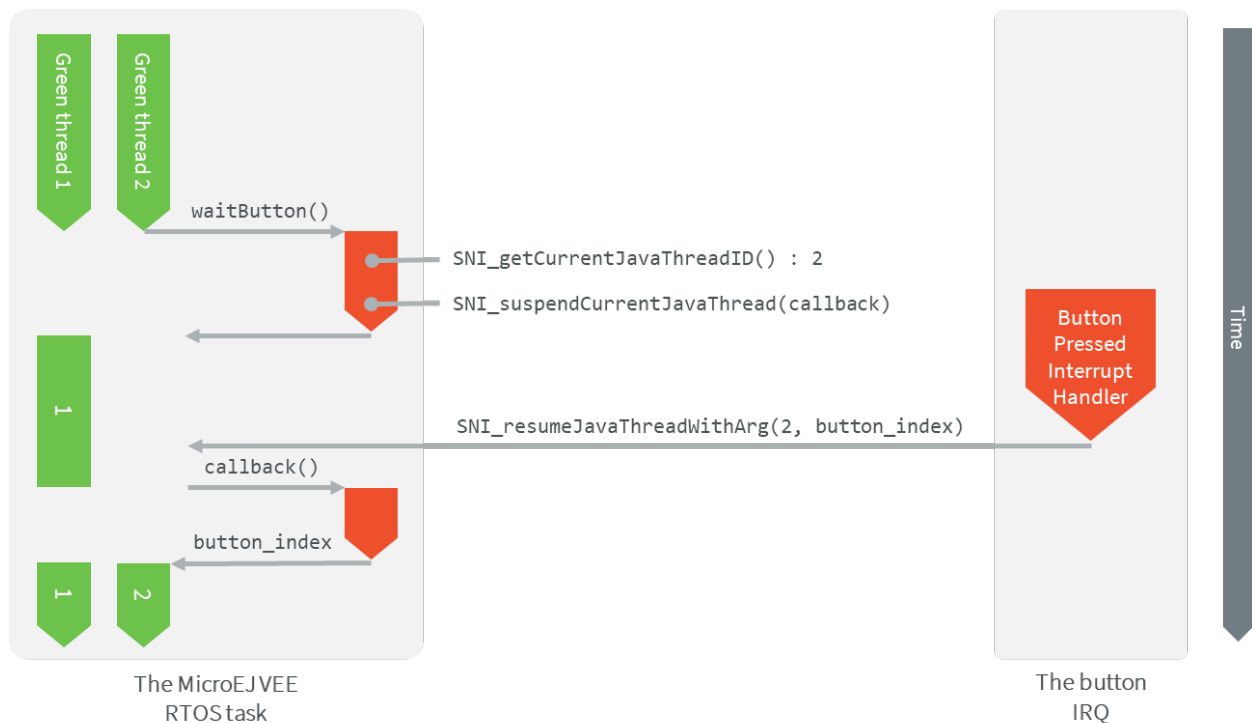 Green thread 1
Green thread 2
waitButton()
SNI_getCurrentJavaThreadID() : 2
SNI_suspendCurrentJavaThread(callback)
Button
Pressed
Interrupt
Handler
Time
1
SNI_resumeJavaThreadWithArg(2, button_index)
callback()
button_index
1
2
The MicroEJ VEE
RTOS task
The button
IRQ